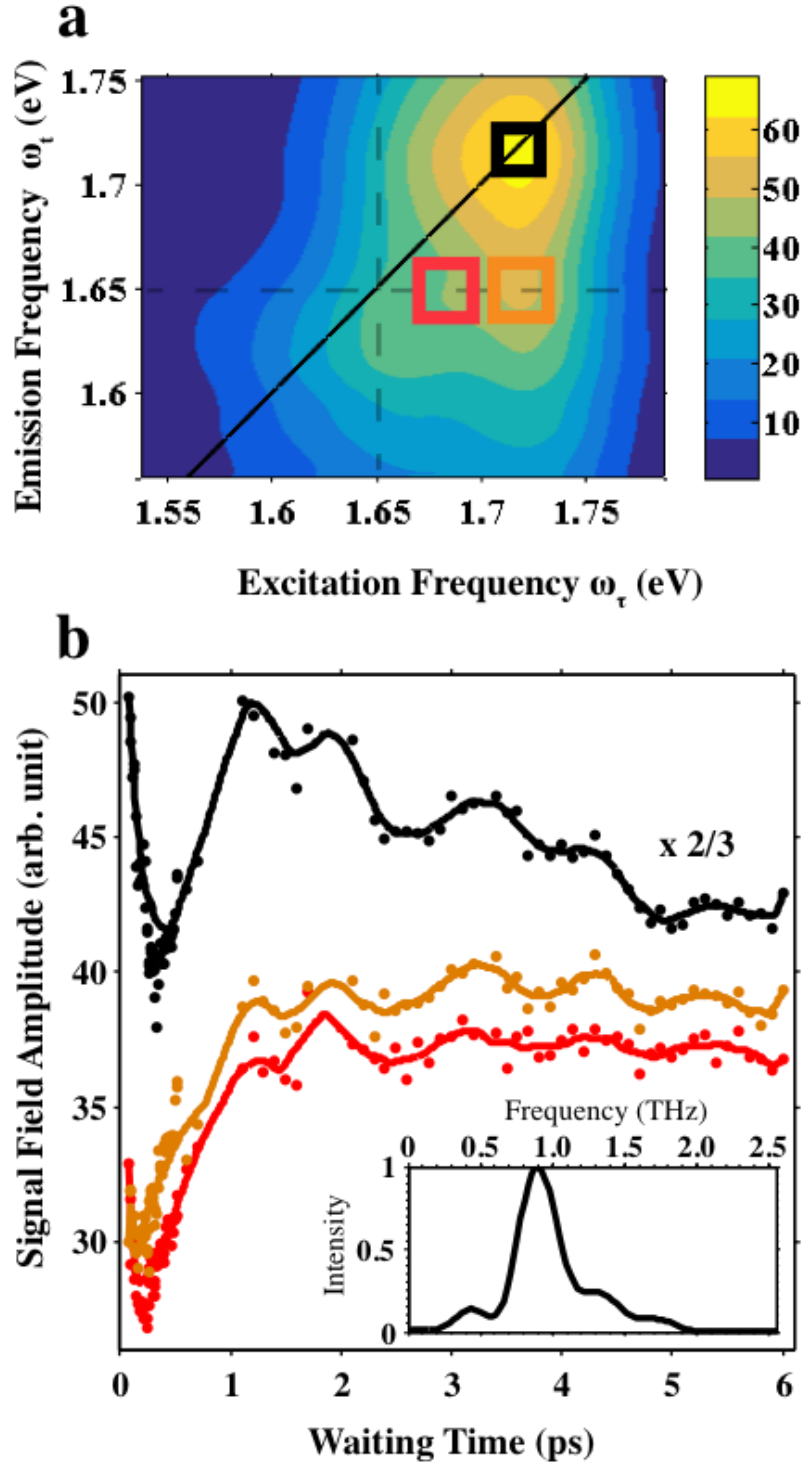 a
Emission Frequency ω_t (eV)
1.75
1.7
1.65
1.6
1.55 1.6 1.65 1.7 1.75
Excitation Frequency ω_τ (eV)
60
50
40
30
20
10
b
Signal Field Amplitude (arb. unit)
50
45
40
35
30
x 2/3
Frequency (THz)
0 0.5 1.0 1.5 2.0 2.5
Intensity
1
0.5
0
0 1 2 3 4 5 6
Waiting Time (ps)